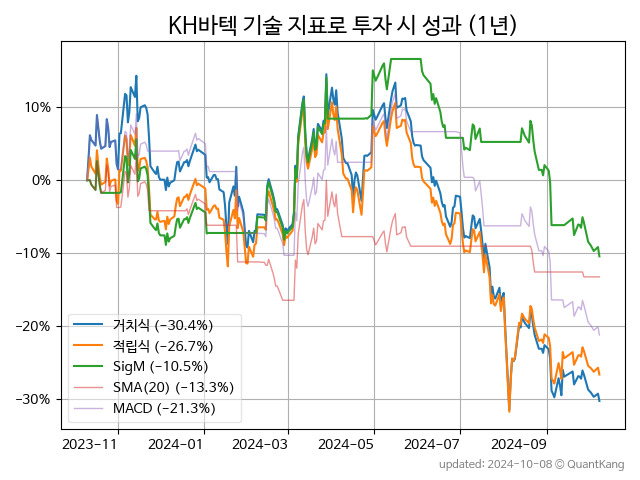 KH바텍 기술 지표로 투자 시 성과 (1년)
10%
0%
−10%
−20%
−30%
거치식 (−30.4%)
적립식 (−26.7%)
SigM (−10.5%)
SMA(20) (−13.3%)
MACD (−21.3%)
2023−11 2024−01 2024−03 2024−05 2024−07 2024−09
updated: 2024-10-08 © QuantKang